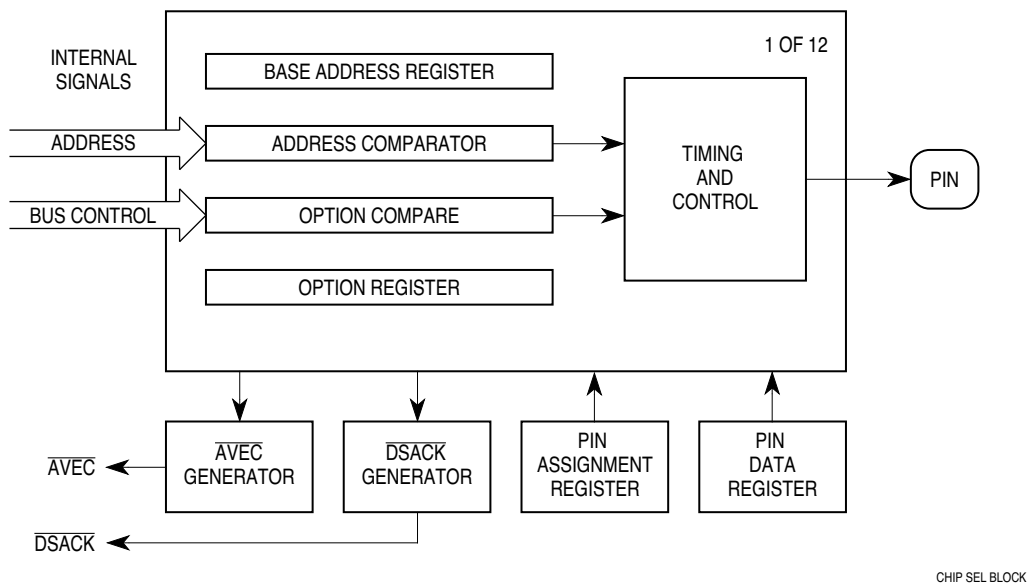 1 OF 12
INTERNAL
SIGNALS
BASE ADDRESS REGISTER
ADDRESS
ADDRESS COMPARATOR
TIMING
AND
CONTROL
PIN
BUS CONTROL
OPTION COMPARE
OPTION REGISTER
AVEC
GENERATOR
DSACK
GENERATOR
PIN
ASSIGNMENT
REGISTER
PIN
DATA
REGISTER
AVEC
DSACK
CHIP SEL BLOCK